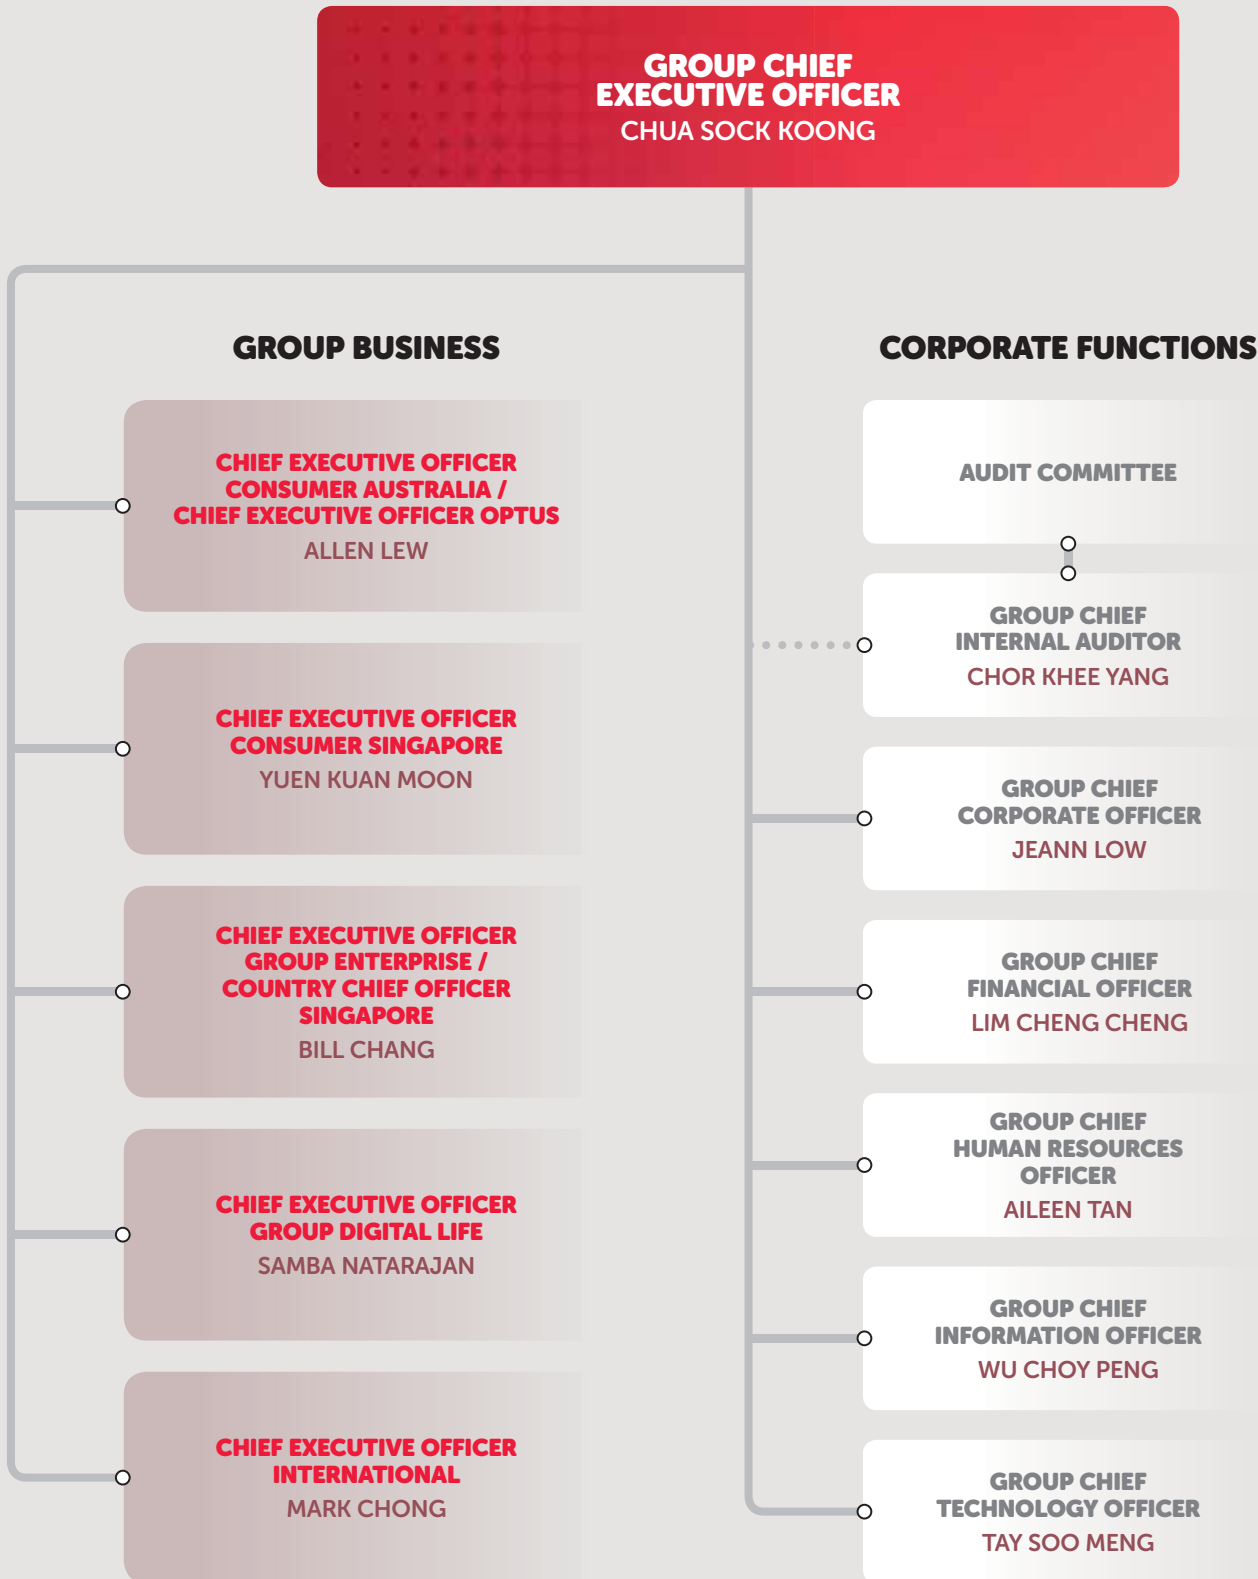 GROUP CHIEF
EXECUTIVE OFFICER
CHUA SOCK KOONG
GROUP BUSINESS
CHIEF EXECUTIVE OFFICER
CONSUMER AUSTRALIA /
CHIEF EXECUTIVE OFFICER OPTUS
ALLEN LEW
CHIEF EXECUTIVE OFFICER
CONSUMER SINGAPORE
YUEN KUAN MOON
CHIEF EXECUTIVE OFFICER
GROUP ENTERPRISE /
COUNTRY CHIEF OFFICER
SINGAPORE
BILL CHANG
CHIEF EXECUTIVE OFFICER
GROUP DIGITAL LIFE
SAMBA NATARAJAN
CHIEF EXECUTIVE OFFICER
INTERNATIONAL
MARK CHONG
CORPORATE FUNCTIONS
AUDIT COMMITTEE
GROUP CHIEF
INTERNAL AUDITOR
CHOR KHEE YANG
GROUP CHIEF
CORPORATE OFFICER
JEANN LOW
GROUP CHIEF
FINANCIAL OFFICER
LIM CHENG CHENG
GROUP CHIEF
HUMAN RESOURCES
OFFICER
AILEEN TAN
GROUP CHIEF
INFORMATION OFFICER
WU CHOY PENG
GROUP CHIEF
TECHNOLOGY OFFICER
TAY SOO MENG